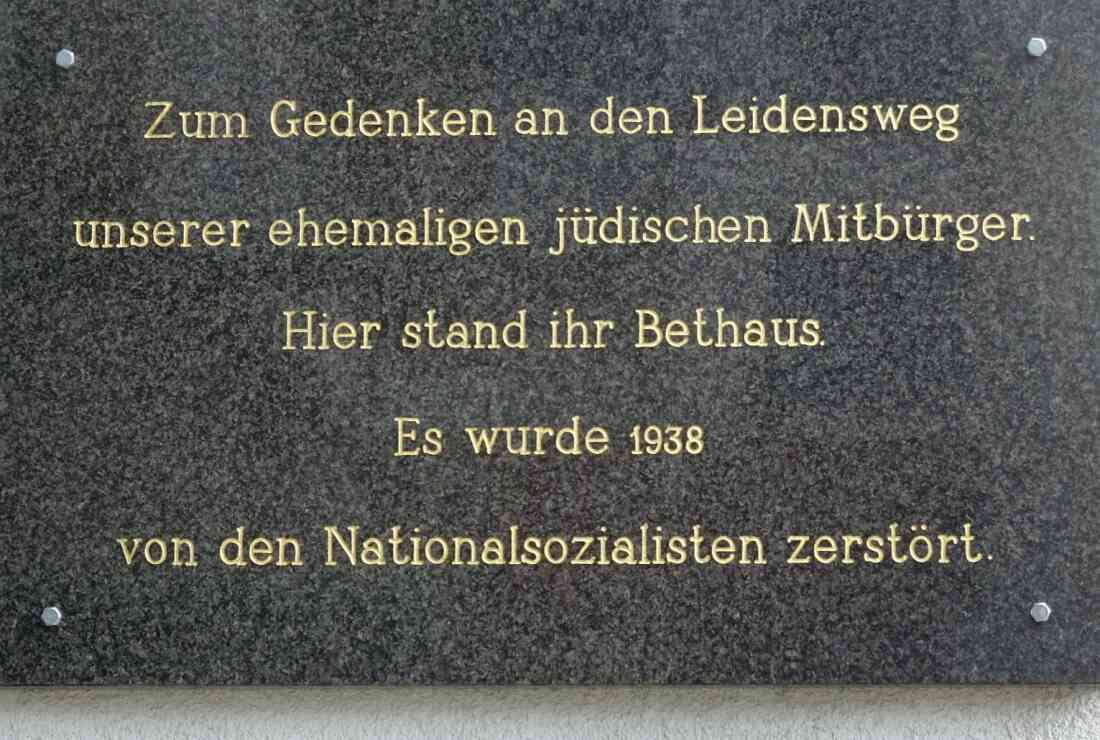 Zum Gedenken an den Leidensweg
unserer ehemaligen jüdischen Mitbürger.
Hier stand ihr Bethaus.
Es wurde 1938
von den Nationalsozialisten zerstört.